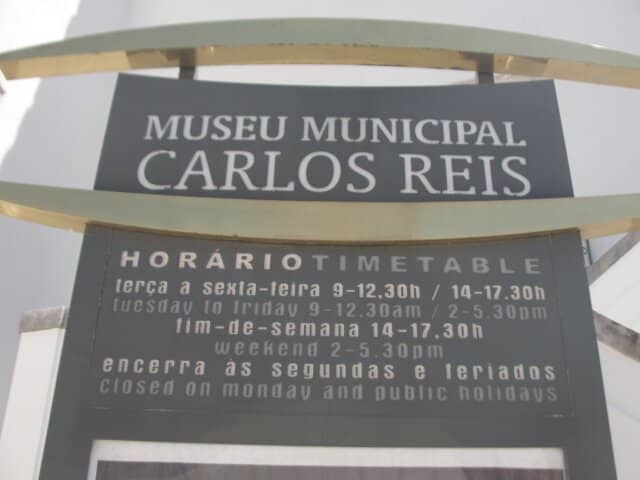 MUSEU MUNICIPAL
CARLOS REIS
HORÁRIO TIMETABLE
terça a sexta-feira 9-12,30h / 14-17.30h
tuesday to friday 9-12.30am / 2-5.30pm
fim-de-semana 14-17,30h
weekend 2-5.30pm
encerra às segundas e feriados
closed on monday and public holidays